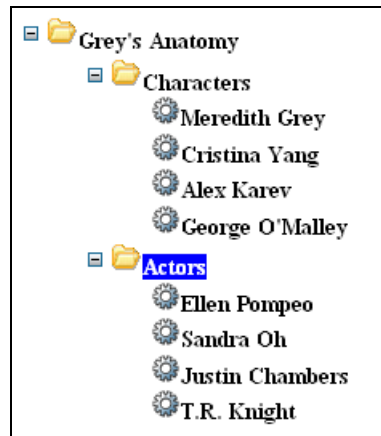 Grey's Anatomy
Characters
Meredith Grey
Cristina Yang
Alex Karev
George O'Malley
Actors
Ellen Pompeo
Sandra Oh
Justin Chambers
T.R. Knight